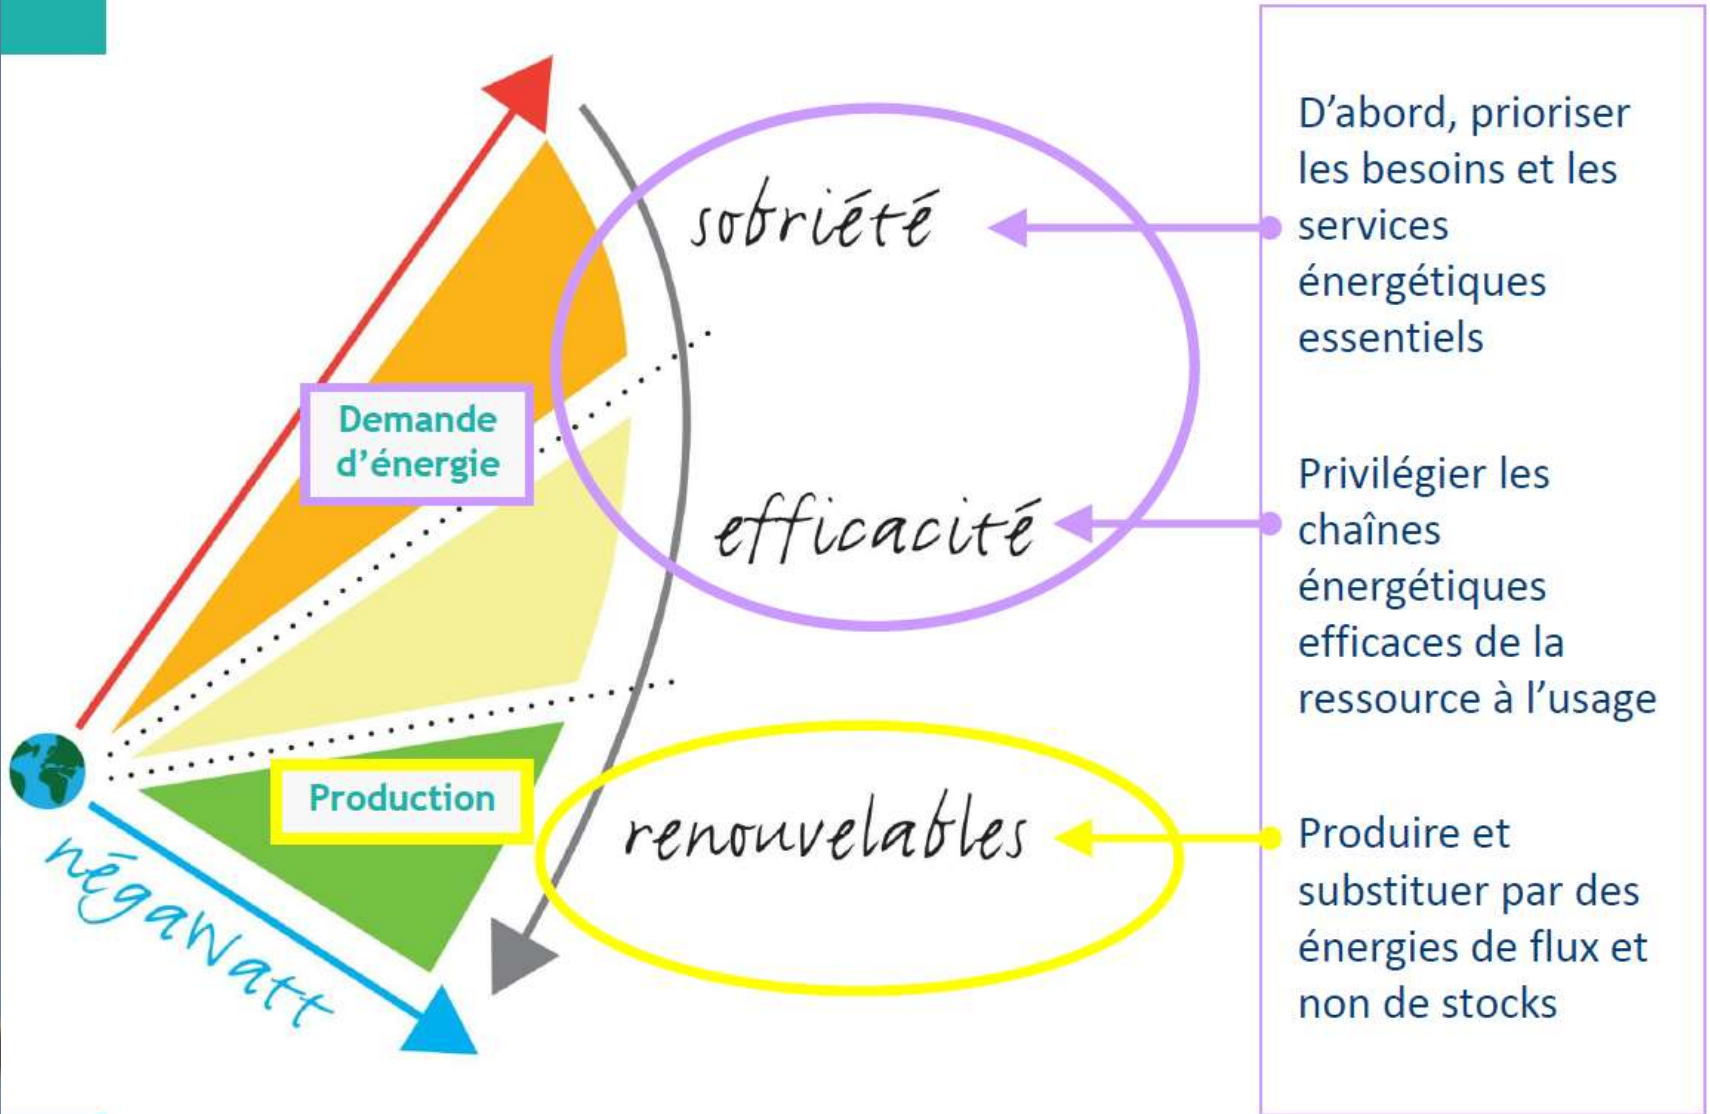 sobriété
Demande
d'énergie
efficacité
Production
renouvelables
négaWatt
D'abord, prioriser
les besoins et les
services
énergétiques
essentiels
Privilégier les
chaînes
énergétiques
efficaces de la
ressource à l'usage
Produire et
substituer par des
énergies de flux et
non de stocks